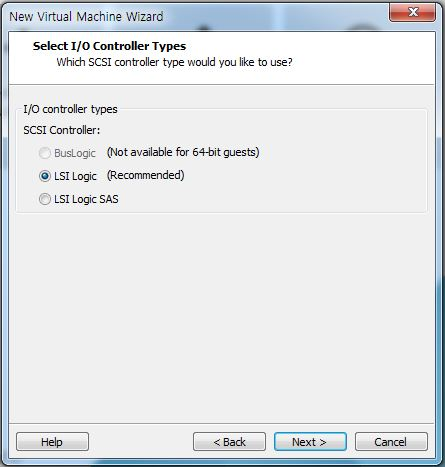 New Virtual Machine Wizard
Select I/O Controller Types
Which SCSI controller type would you like to use?
I/O controller types
SCSI Controller:
BusLogic (Not available for 64-bit guests)
LSI Logic (Recommended)
LSI Logic SAS
Help < Back Next > Cancel